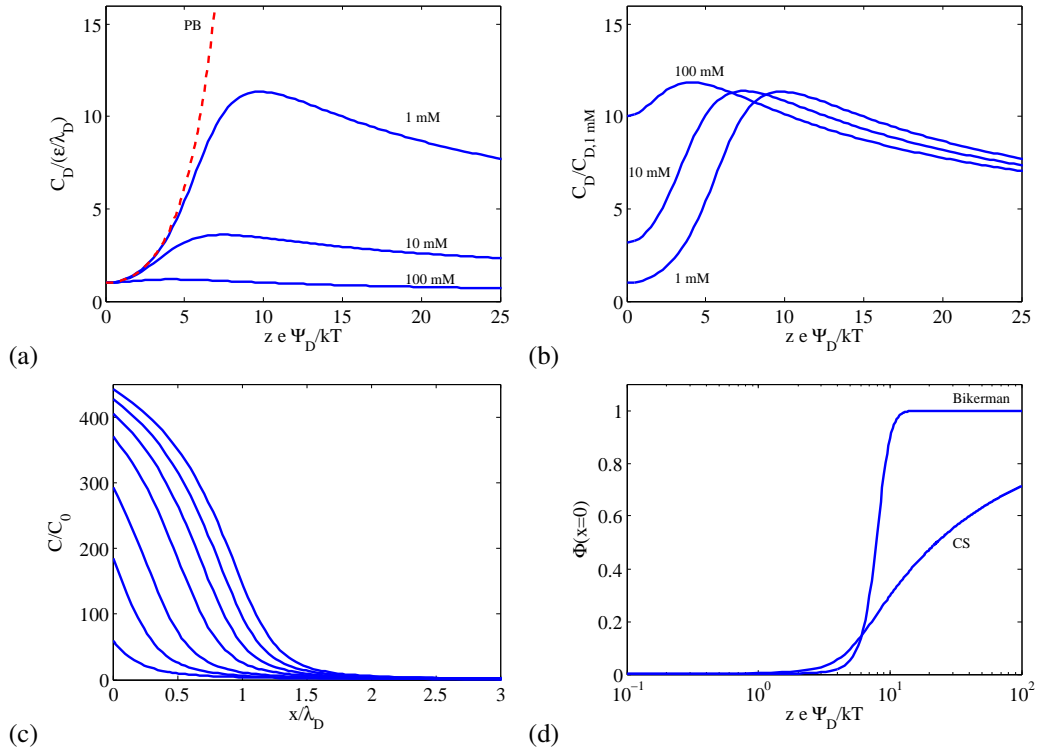 15
10
5
0
C_D/(ε/λ_D)
PB
1 mM
10 mM
100 mM
0 5 10 15 20 25
z e Ψ_D/kT
(a)
15
10
5
0
C_D/C_D,1 mM
100 mM
10 mM
1 mM
0 5 10 15 20 25
z e Ψ_D/kT
(b)
400
300
200
100
0
C/C_0
0 0.5 1 1.5 2 2.5 3
x/λ_D
(c)
1
0.8
0.6
0.4
0.2
0
Φ(x=0)
Bikerman
CS
10^-1 10^0 10^1 10^2
z e Ψ_D/kT
(d)